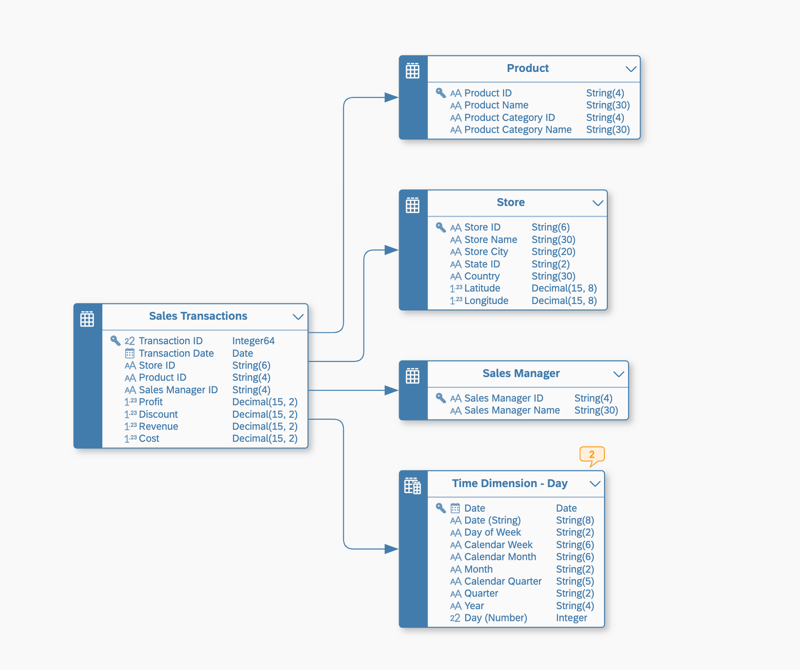 Product
Product ID String(4)
Product Name String(30)
Product Category ID String(4)
Product Category Name String(30)
Store
Store ID String(6)
Store Name String(30)
Store City String(20)
State ID String(2)
Country String(30)
Latitude Decimal(15, 8)
Longitude Decimal(15, 8)
Sales Transactions
Transaction ID Integer64
Transaction Date Date
Store ID String(6)
Product ID String(4)
Sales Manager ID String(4)
Profit Decimal(15, 2)
Discount Decimal(15, 2)
Revenue Decimal(15, 2)
Cost Decimal(15, 2)
Sales Manager
Sales Manager ID String(4)
Sales Manager Name String(30)
2
Time Dimension - Day
Date Date
Date (String) String(8)
Day of Week String(2)
Calendar Week String(6)
Calendar Month String(6)
Month String(2)
Calendar Quarter String(5)
Quarter String(2)
Year String(4)
Day (Number) Integer